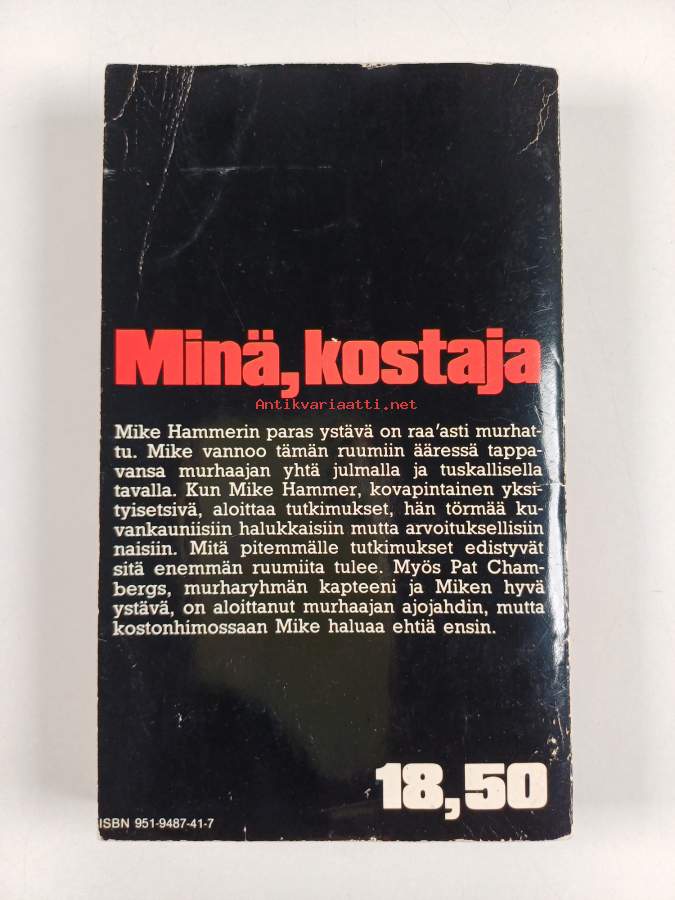 Minä, kostaja
Antikvariaatti.net
Mike Hammerin paras ystävä on raa'asti murhat-
tu. Mike vannoo tämän ruumiin ääressä tappa-
vansa murhaajan yhtä julmalla ja tuskallisella
tavalla. Kun Mike Hammer, kovapintainen yksi-
tyisetsivä, aloittaa tutkimukset, hän törmää ku-
vankauniisiin halukkaisiin mutta arvoituksellisiin
naisiin. Mitä pitemmälle tutkimukset edistyvät
sitä enemmän ruumiita tulee. Myös Pat Cham-
bergs, murharyhmän kapteeni ja Miken hyvä
ystävä, on aloittanut murhaajan ajojahdin, mutta
kostonhimossaan Mike haluaa ehtiä ensin.
18,50
ISBN 951-9487-41-7